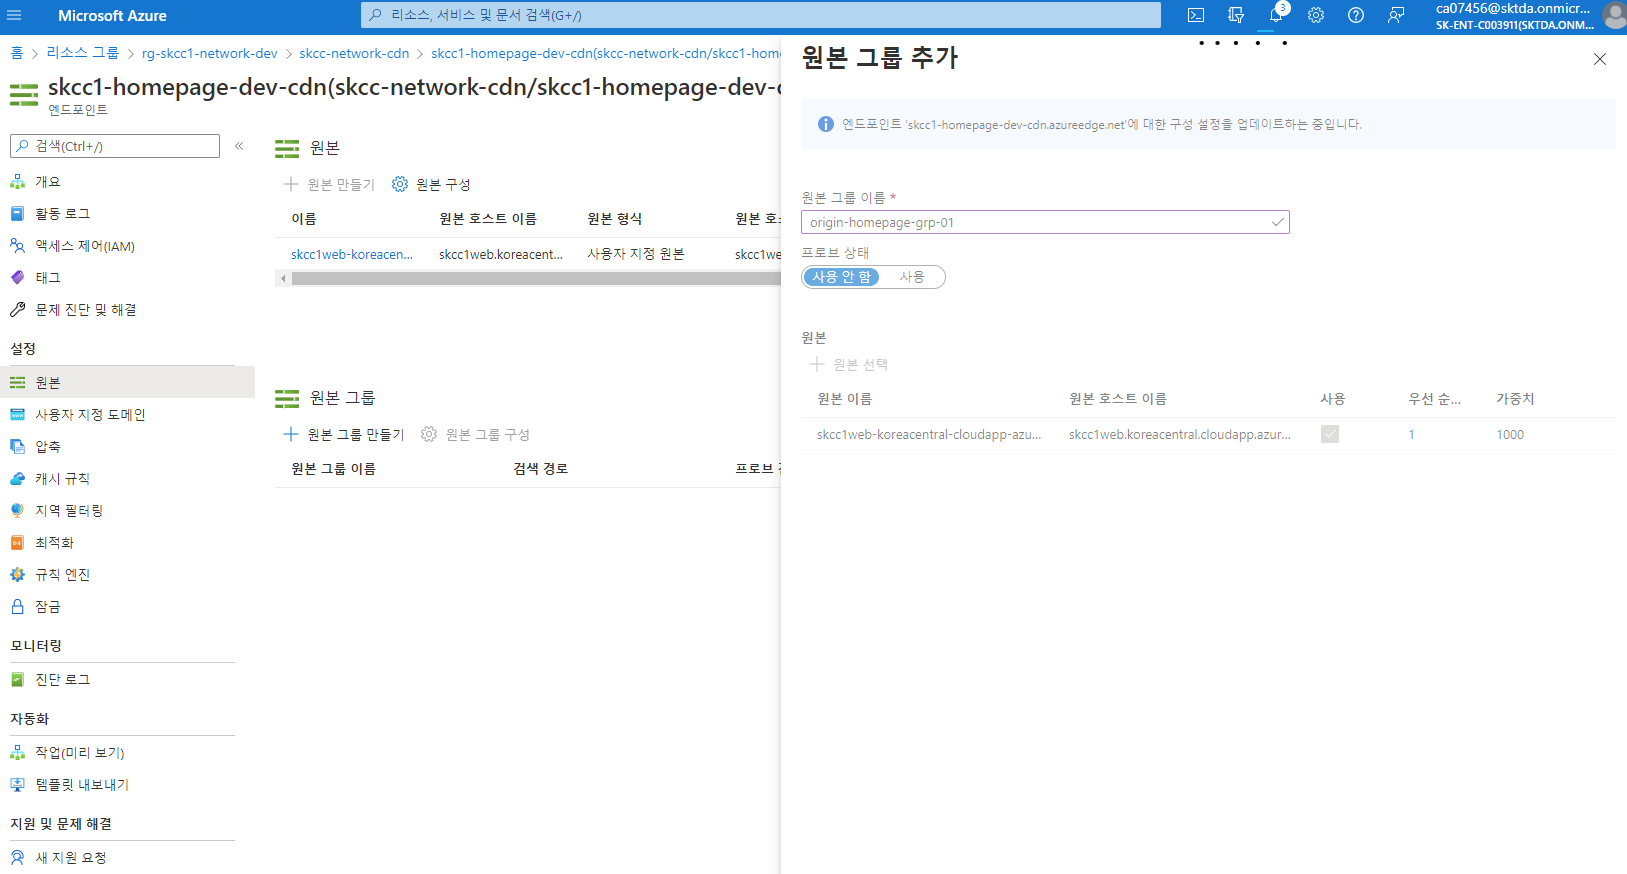 Microsoft Azure
리소스, 서비스 및 문서 검색(G+/)
3
ca07456@sktda.onmicr...
SK-ENT-C003911(SKTDA.ONM...
홈 > 리소스 그룹 > rg-skcc1-network-dev > skcc-network-cdn > skcc1-homepage-dev-cdn(skcc-network-cdn/skcc1-hom
skcc1-homepage-dev-cdn(skcc-network-cdn/skcc1-homepage-dev-c
엔드포인트
검색(Ctrl+/)
«
개요
활동 로그
액세스 제어(IAM)
태그
문제 진단 및 해결
설정
원본
사용자 지정 도메인
압축
캐시 규칙
지역 필터링
최적화
규칙 엔진
잠금
모니터링
진단 로그
자동화
작업(미리 보기)
템플릿 내보내기
지원 및 문제 해결
새 지원 요청
원본
원본 만들기 원본 구성
이름 원본 호스트 이름 원본 형식 원본 호스
skcc1web-koreacen... skcc1web.koreacent... 사용자 지정 원본 skcc1we
원본 그룹
원본 그룹 만들기 원본 그룹 구성
원본 그룹 이름 검색 경로 프로브
원본 그룹 추가
엔드포인트 'skcc1-homepage-dev-cdn.azureedge.net'에 대한 구성 설정을 업데이트하는 중입니다.
원본 그룹 이름 *
origin-homepage-grp-01
프로브 상태
사용 안 함 사용
원본
원본 선택
원본 이름 원본 호스트 이름 사용 우선 순... 가중치
skcc1web-koreacentral-cloudapp-azu... skcc1web.koreacentral.cloudapp.azur... 1 1000